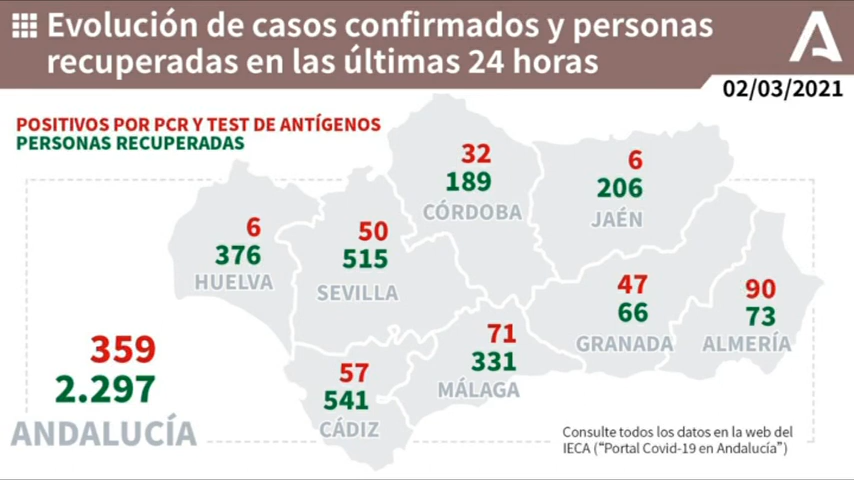 Evolución de casos confirmados y personas
recuperadas en las últimas 24 horas
02/03/2021
POSITIVOS POR PCR Y TEST DE ANTÍGENOS
PERSONAS RECUPERADAS
32
189
CÓRDOBA
6
206
JAÉN
6
376
HUELVA
50
515
SEVILLA
47
66
GRANADA
90
73
ALMERÍA
71
331
MÁLAGA
57
541
CÁDIZ
359
2.297
ANDALUCÍA
Consulte todos los datos en la web del
IECA (“Portal Covid-19 en Andalucía”)